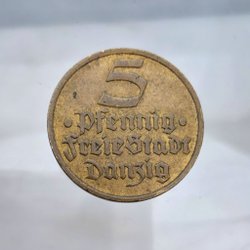 5
· Pfennig ·
Freie Stadt
Danzig